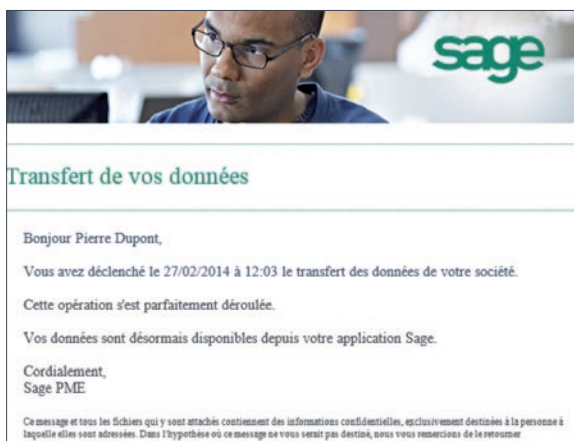 sage
Transfert de vos données
Bonjour Pierre Dupont,
Vous avez déclenché le 27/02/2014 à 12:03 le transfert des données de votre société.
Cette opération s'est parfaitement déroulée.
Vos données sont désormais disponibles depuis votre application Sage.
Cordialement,
Sage PME
Ce message et tous les fichiers qui y sont attachés contiennent des informations confidentielles, exclusivement destinées à la personne à
laquelle elles sont adressées. Dans l'hypothèse où ce message ne vous serait pas destiné, nous vous remercions de le retourner